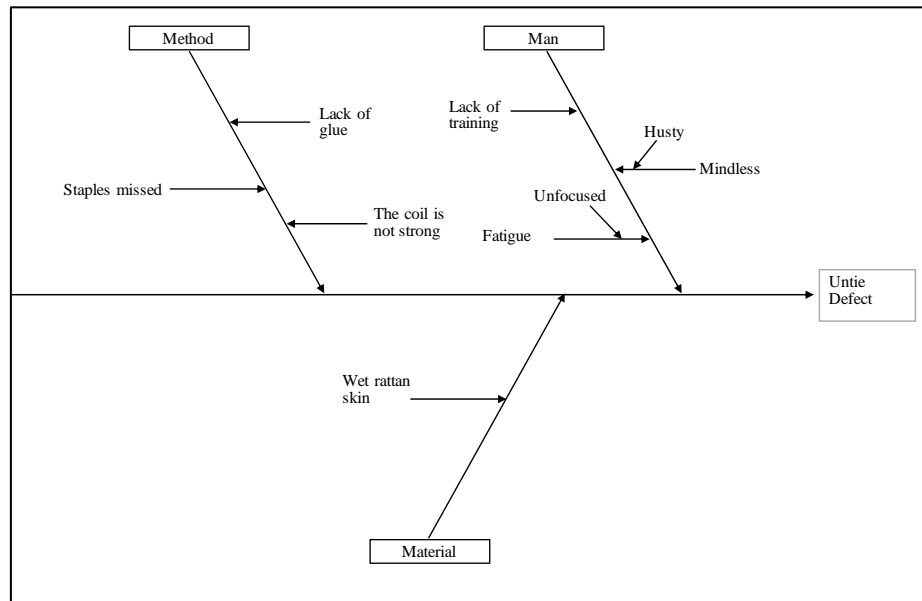 Method
Man
Lack of
glue
Staples missed
The coil is
not strong
Lack of
training
Husty
Mindless
Unfocused
Fatigue
Untie
Defect
Wet rattan
skin
Material